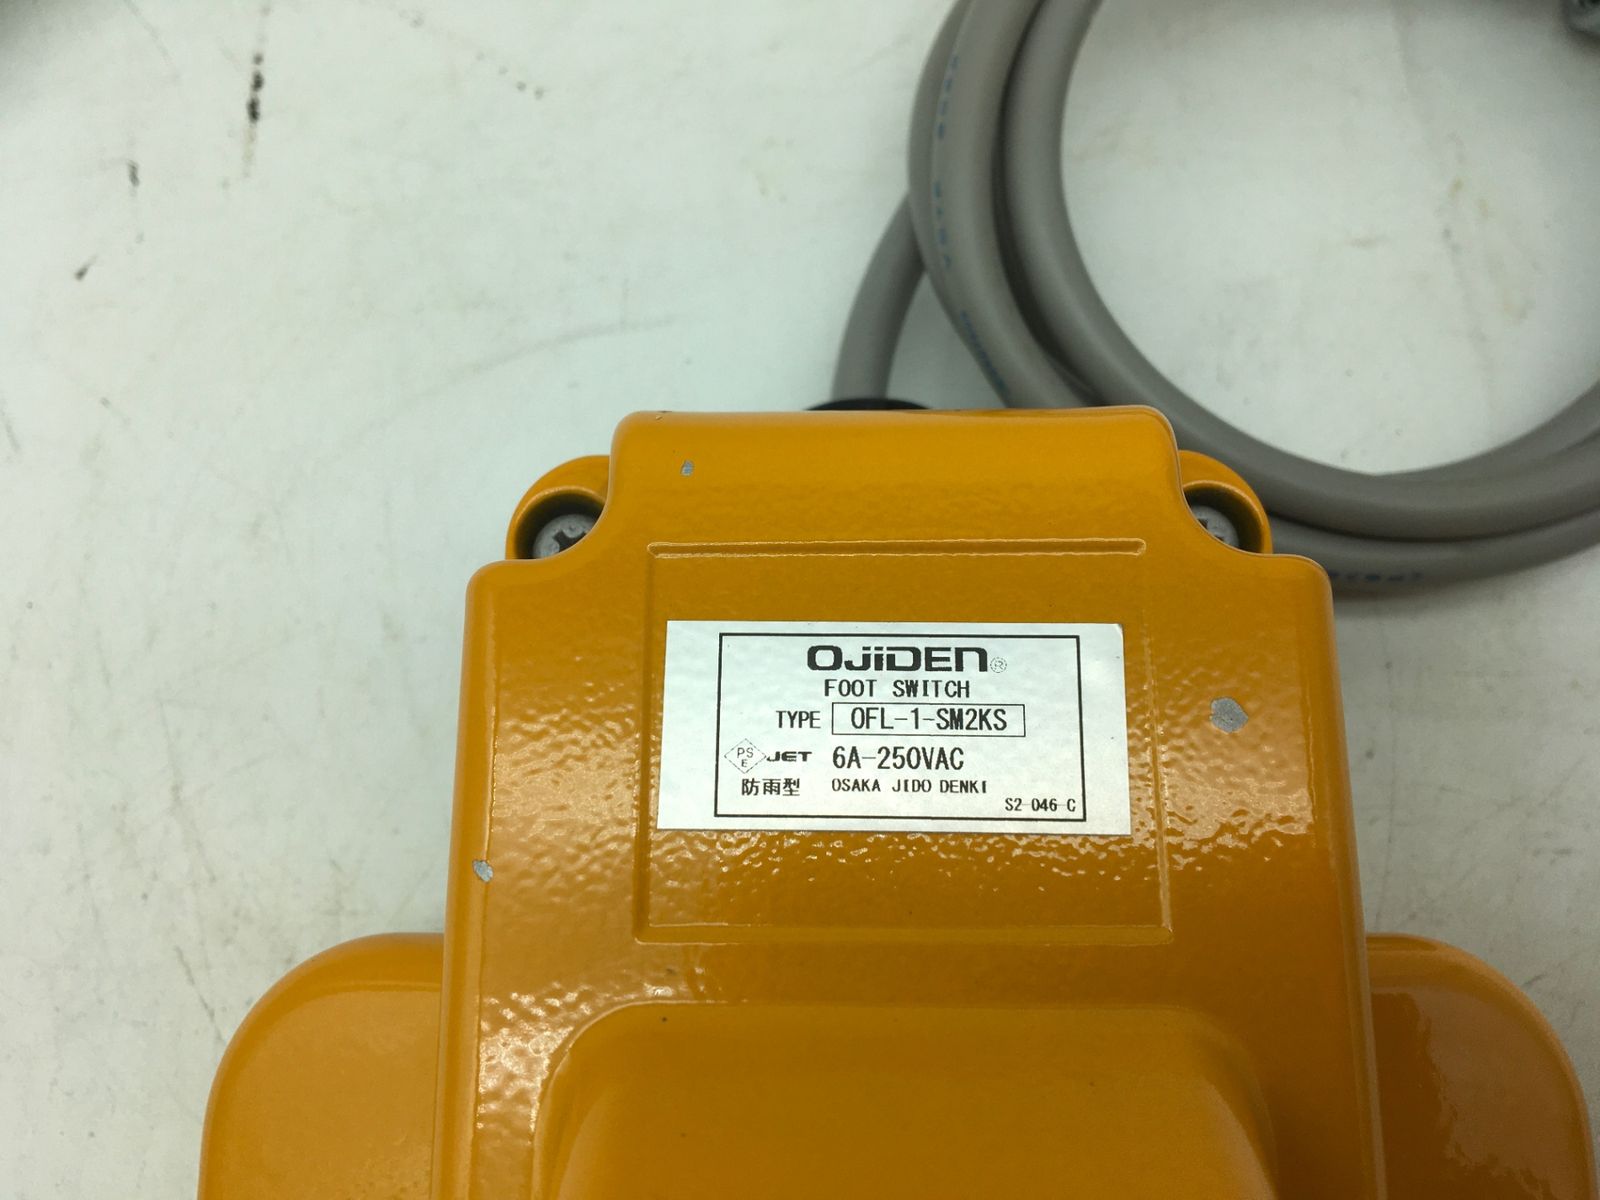 OJIDEN ®
FOOT SWITCH
TYPE OFL-1-SM2KS
PS E JET 6A-250VAC
防雨型 OSAKA JIDO DENKI
S2-046-C